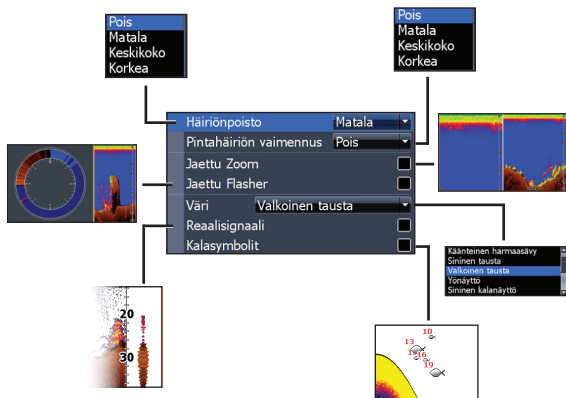 Pois
Matala
Keskikoko
Korkea
Pois
Matala
Keskikoko
Korkea
Häiriönpoisto Matala
Pintahäiriön vaimennus Pois
Jaettu Zoom
Jaettu Flasher
Väri Valkoinen tausta
Reaalisignaali
Kalasymbolit
Käänteinen harmaasävy
Sininen tausta
Valkoinen tausta
Yönäyttö
Sininen kalanäyttö
20
30
10
13
16
19